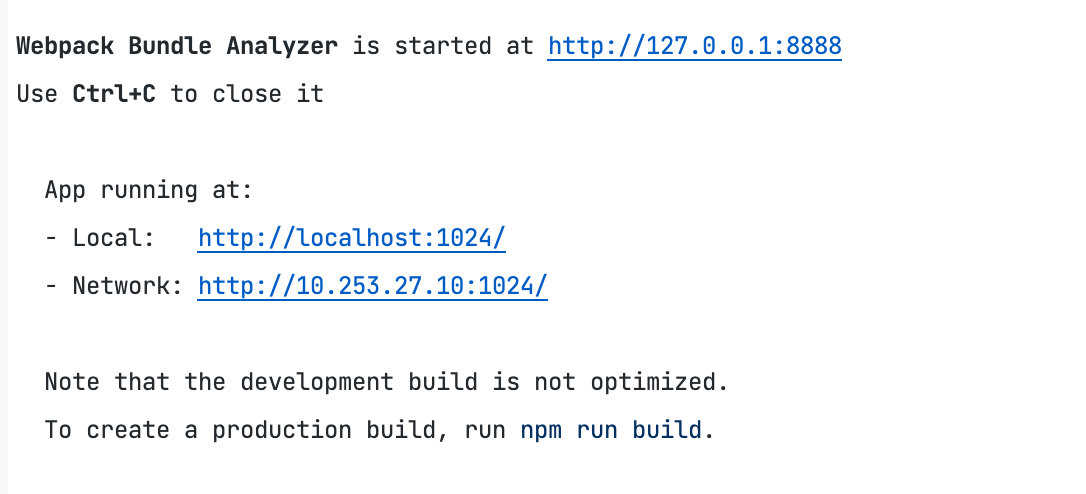 Webpack Bundle Analyzer is started at http://127.0.0.1:8888
Use Ctrl+C to close it
App running at:
- Local:   http://localhost:1024/
- Network: http://10.253.27.10:1024/
Note that the development build is not optimized.
To create a production build, run npm run build.